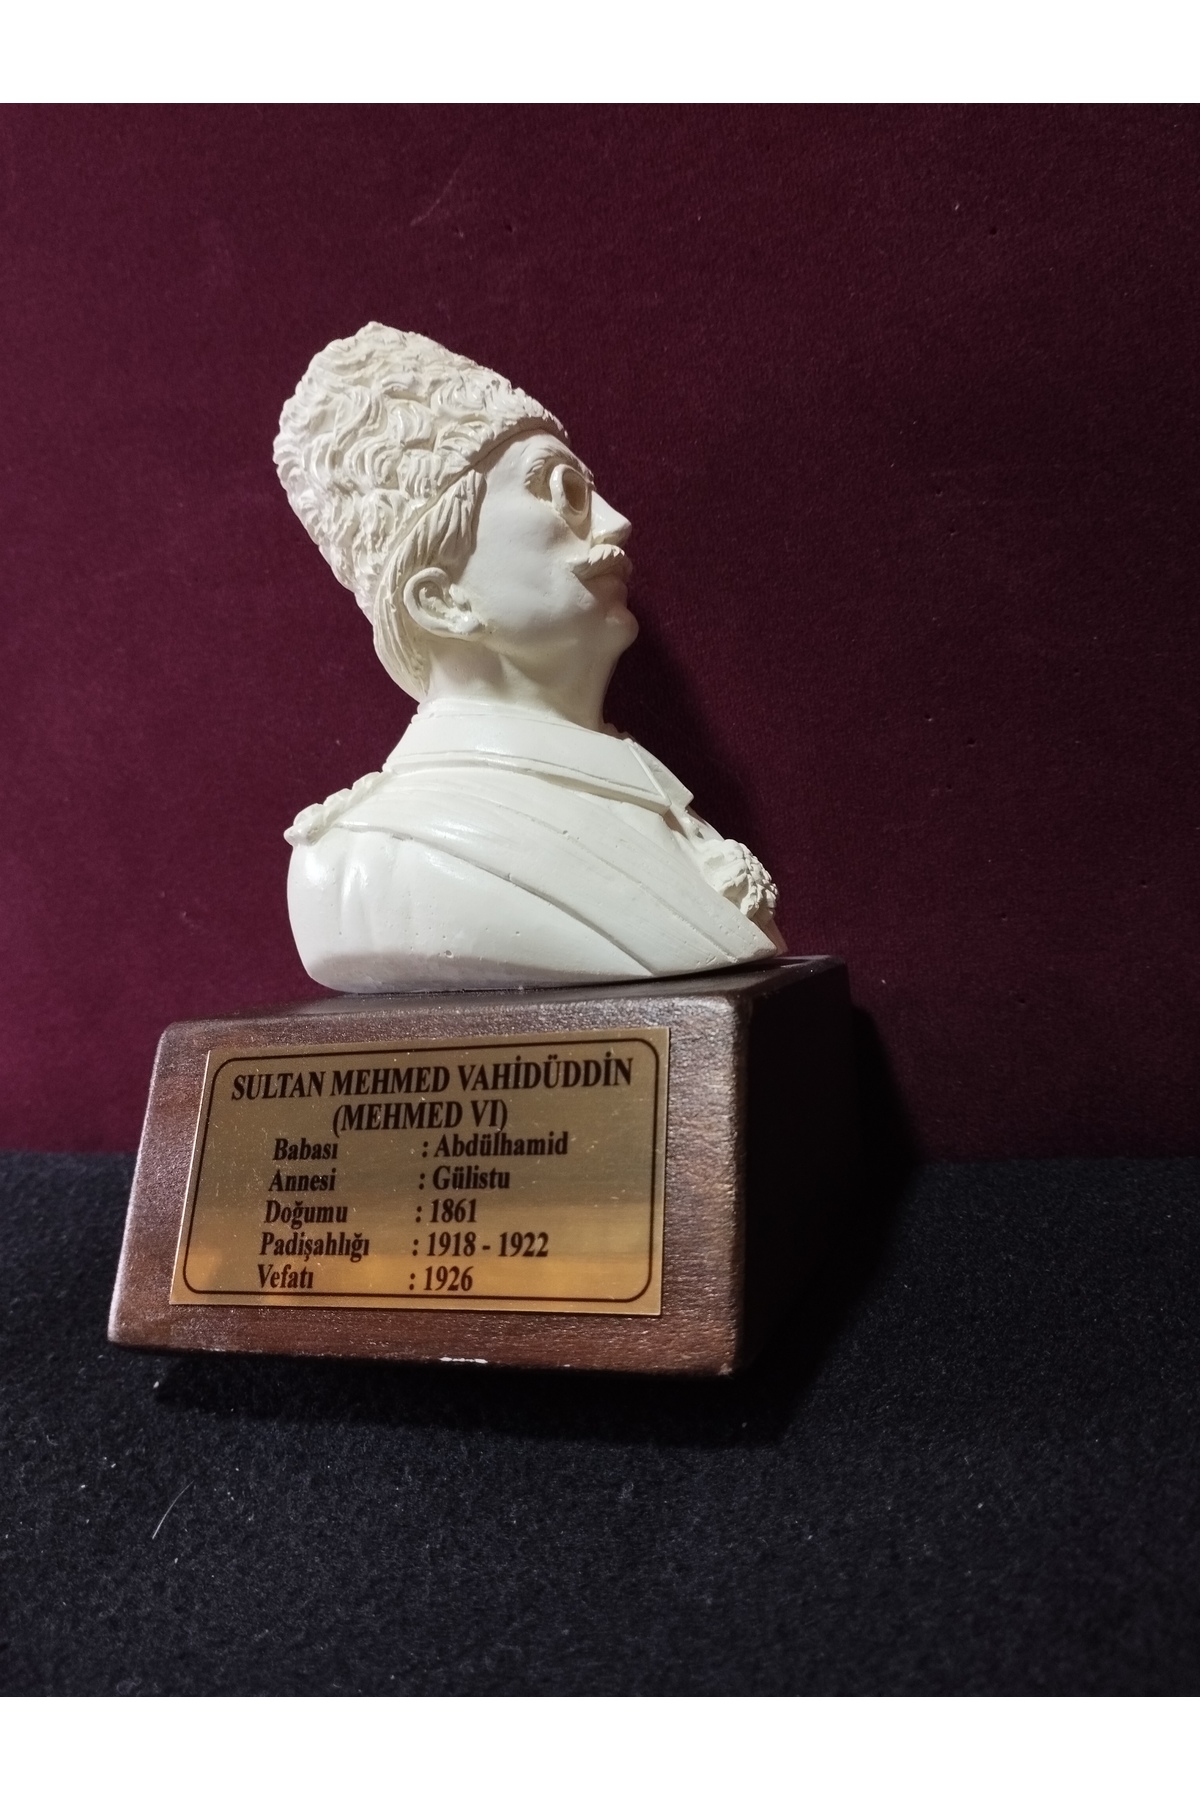 SULTAN MEHMED VAHİDÜDDİN
(MEHMED VI)
Babası : Abdülhamid
Annesi : Gülistu
Doğumu : 1861
Padişahlığı : 1918 - 1922
Vefatı : 1926